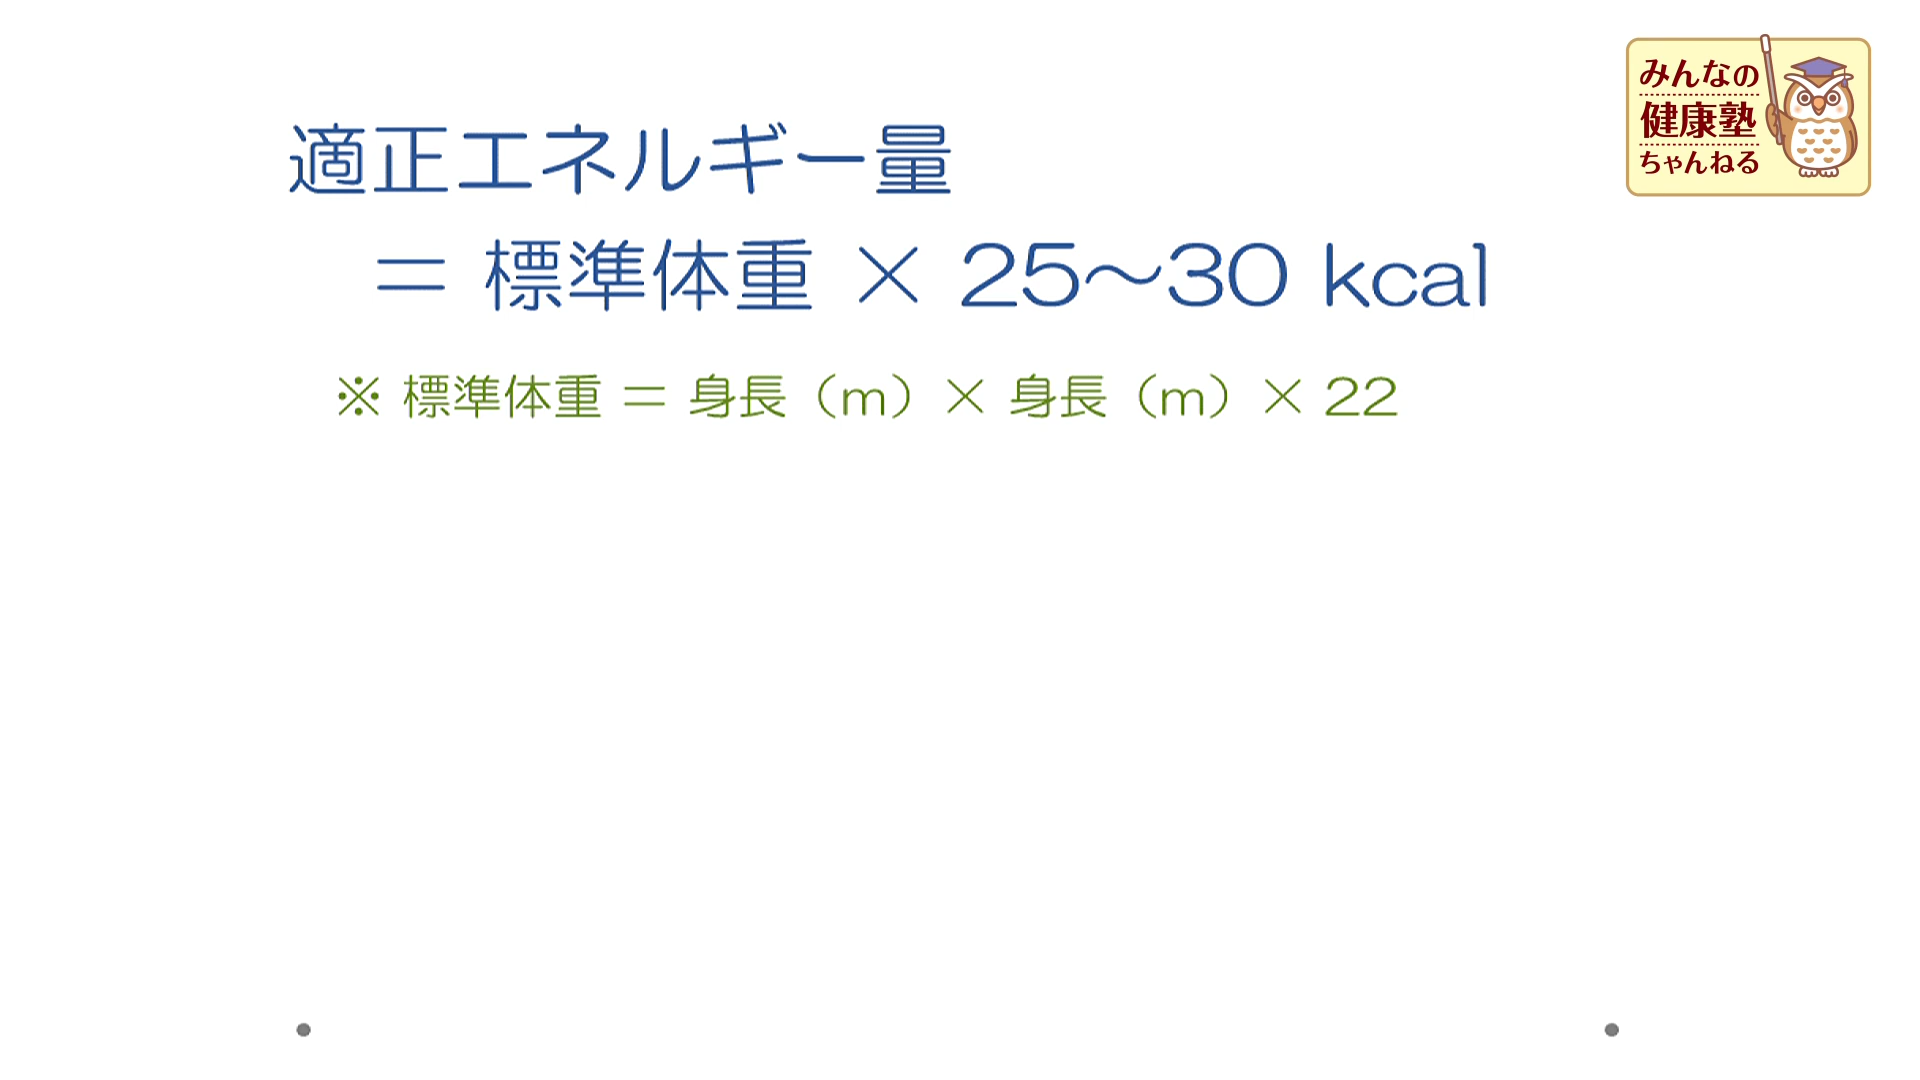 適正エネルギー量
＝ 標準体重 × 25～30 kcal
※ 標準体重 ＝ 身長（m）× 身長（m）× 22
みんなの
健康塾
ちゃんねる